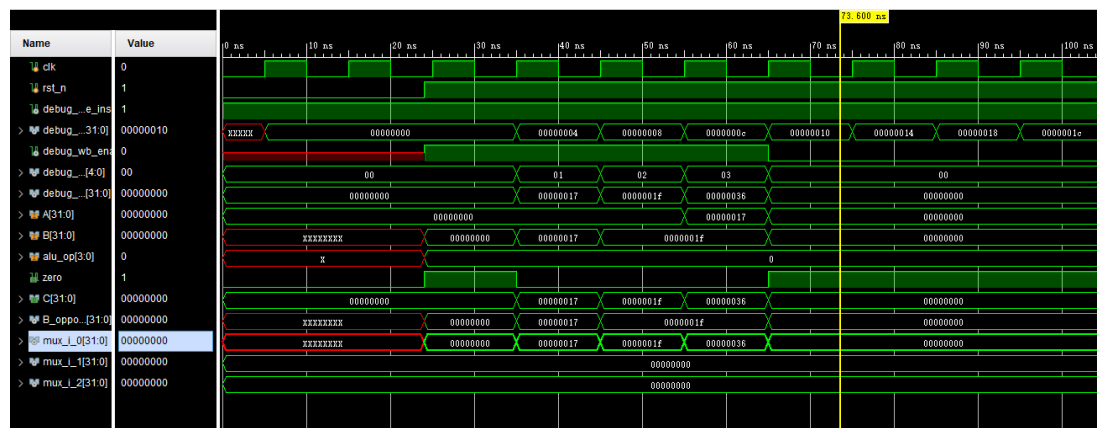 73.600 ns
Name Value
0 ns 10 ns 20 ns 30 ns 40 ns 50 ns 60 ns 70 ns 80 ns 90 ns 100 ns
clk 0
rst_n 1
debug_...e_ins 1
debug_...31:0] 00000010 XXXXX 00000000 00000004 00000008 0000000c 00000010 00000014 00000018 0000001c
debug_wb_ena 0
debug_...[4:0] 00 00 01 02 03 00
debug_...[31:0] 00000000 00000000 00000017 0000001f 00000036 00000000
A[31:0] 00000000 00000000 00000017 00000000
B[31:0] 00000000 XXXXXXXX 00000000 00000017 0000001f 00000000
alu_op[3:0] 0 X 0
zero 1
C[31:0] 00000000 00000000 00000017 0000001f 00000036 00000000
B_oppo...[31:0] 00000000 XXXXXXXX 00000000 00000017 0000001f 00000000
mux_i_0[31:0] 00000000 XXXXXXXX 00000000 00000017 0000001f 00000036 00000000
mux_i_1[31:0] 00000000 00000000
mux_i_2[31:0] 00000000 00000000